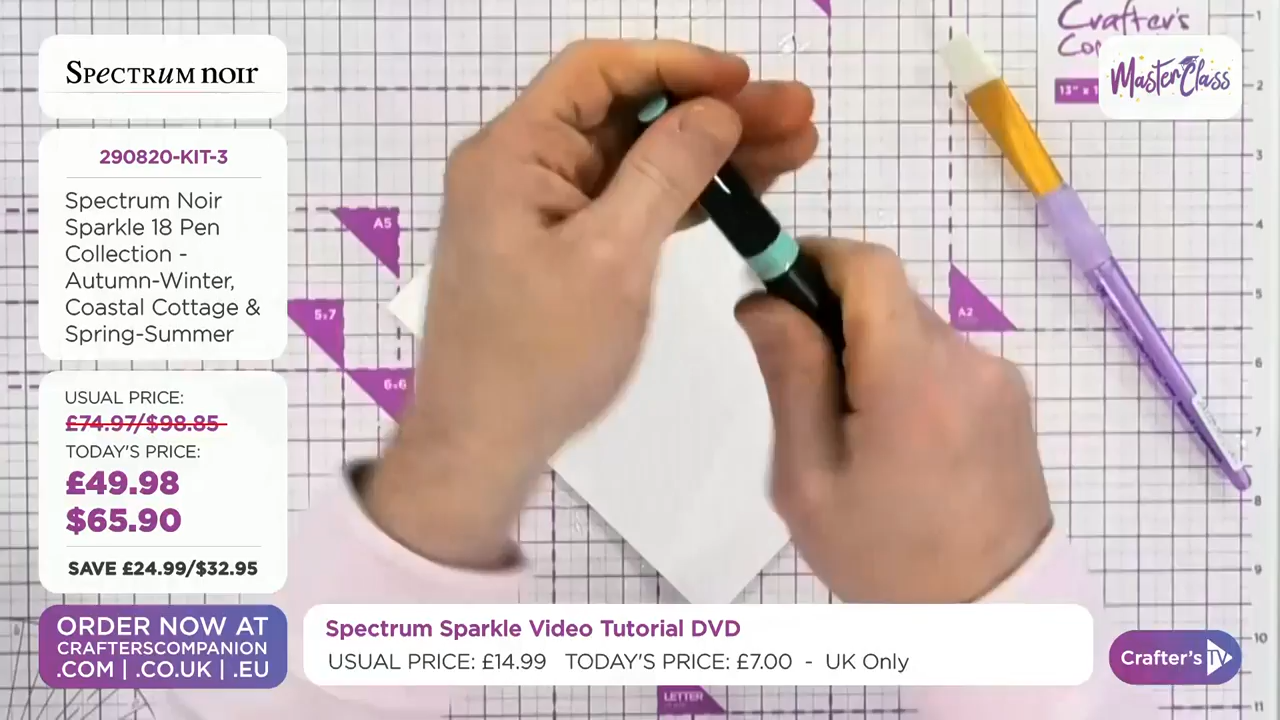 SPECTRUM NOIR
290820-KIT-3
Spectrum Noir
Sparkle 18 Pen
Collection -
Autumn-Winter,
Coastal Cottage &
Spring-Summer
USUAL PRICE:
£74.97/$98.85
TODAY'S PRICE:
£49.98
$65.90
SAVE £24.99/$32.95
ORDER NOW AT
CRAFTERSCOMPANION
.COM | .CO.UK | .EU
Spectrum Sparkle Video Tutorial DVD
USUAL PRICE: £14.99 TODAY'S PRICE: £7.00 - UK Only
Crafter's TV
MasterClass
Crafter's
A5
5x7
6x6
A2
LETTER
1
2
3
4
5
6
7
8
9
10
11